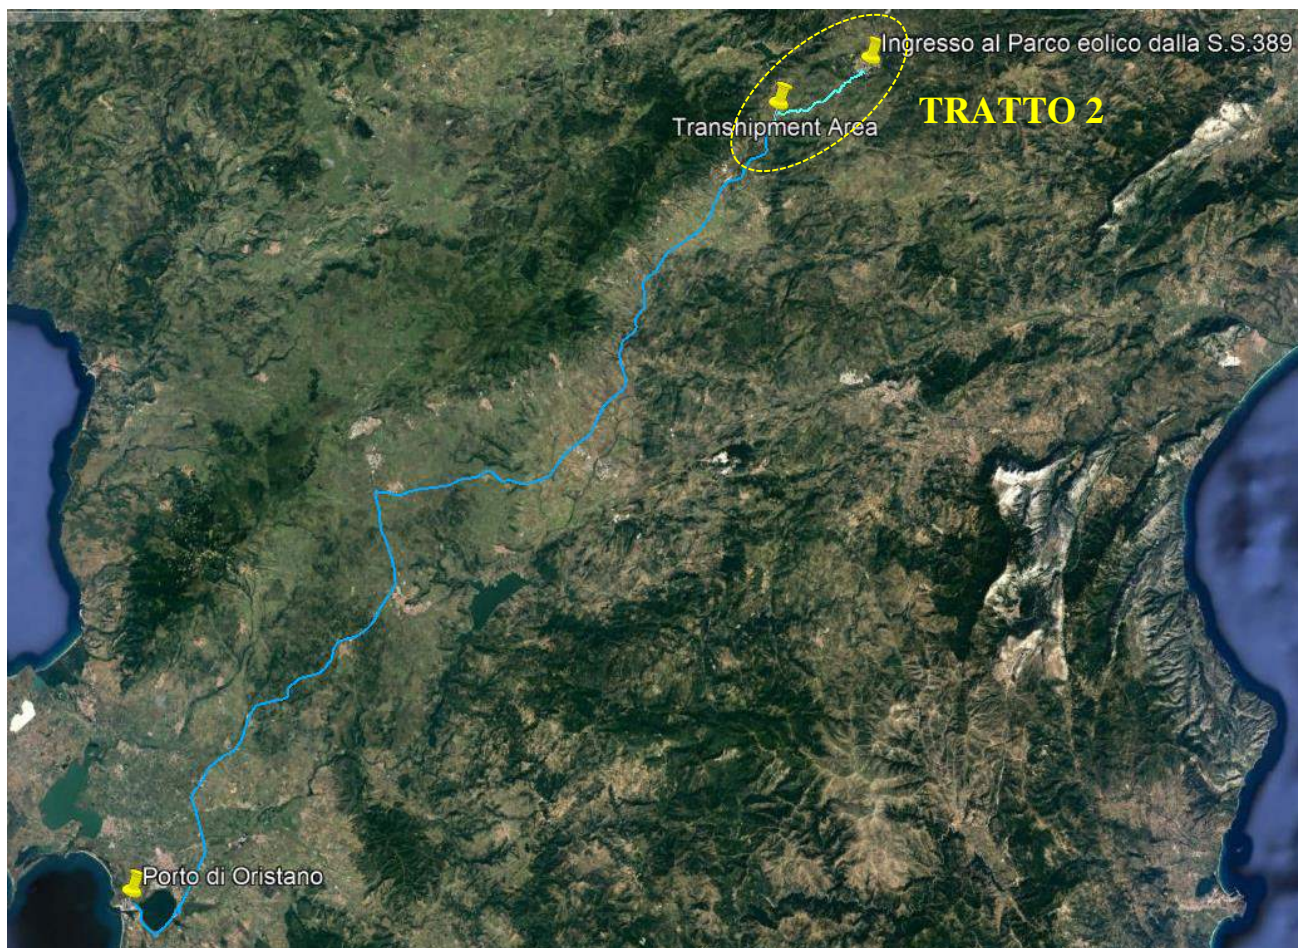 Ingresso al Parco eolico dalla S.S.389
TRATTO 2
Transhipment Area
Porto di Oristano